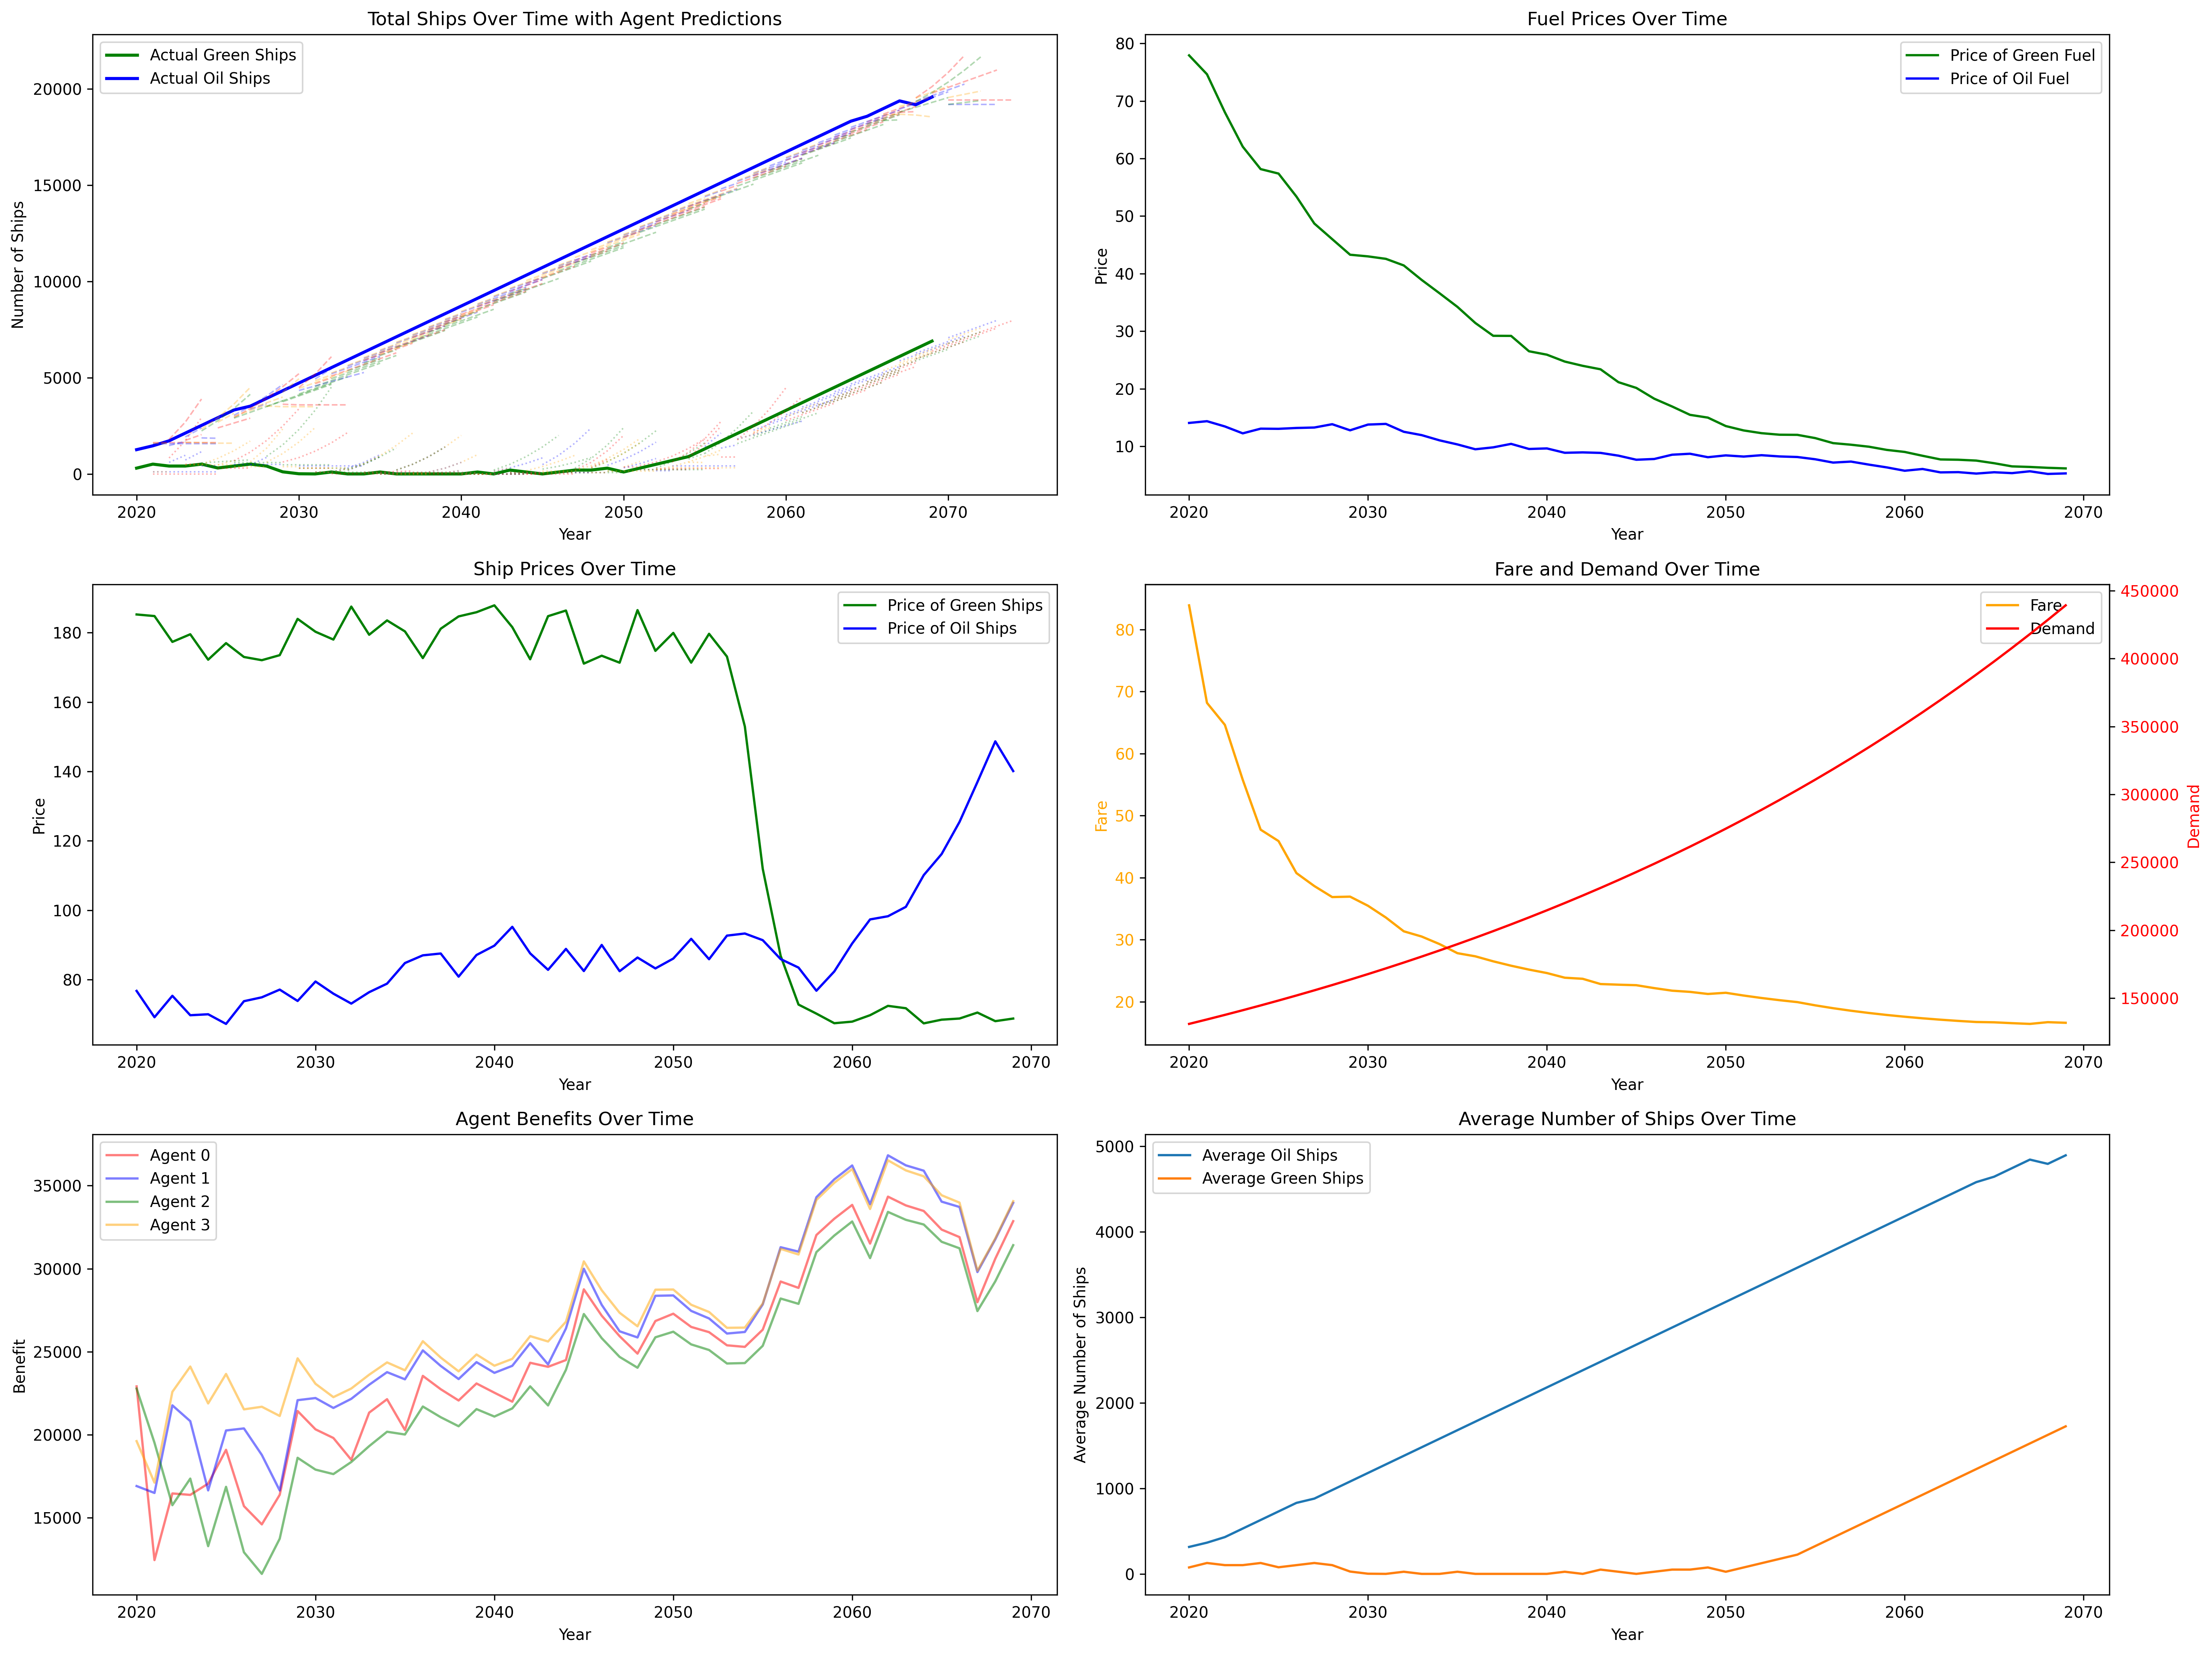 Total Ships Over Time with Agent Predictions
Actual Green Ships
Actual Oil Ships
Number of Ships
20000
15000
10000
5000
0
2020 2030 2040 2050 2060 2070
Year
Fuel Prices Over Time
Price of Green Fuel
Price of Oil Fuel
Price
80
70
60
50
40
30
20
10
2020 2030 2040 2050 2060 2070
Year
Ship Prices Over Time
Price of Green Ships
Price of Oil Ships
Price
180
160
140
120
100
80
2020 2030 2040 2050 2060 2070
Year
Fare and Demand Over Time
Fare
Demand
Fare
80
70
60
50
40
30
20
450000
400000
350000
300000
250000
200000
150000
Demand
2020 2030 2040 2050 2060 2070
Year
Agent Benefits Over Time
Agent 0
Agent 1
Agent 2
Agent 3
Benefit
35000
30000
25000
20000
15000
2020 2030 2040 2050 2060 2070
Year
Average Number of Ships Over Time
Average Oil Ships
Average Green Ships
Average Number of Ships
5000
4000
3000
2000
1000
0
2020 2030 2040 2050 2060 2070
Year